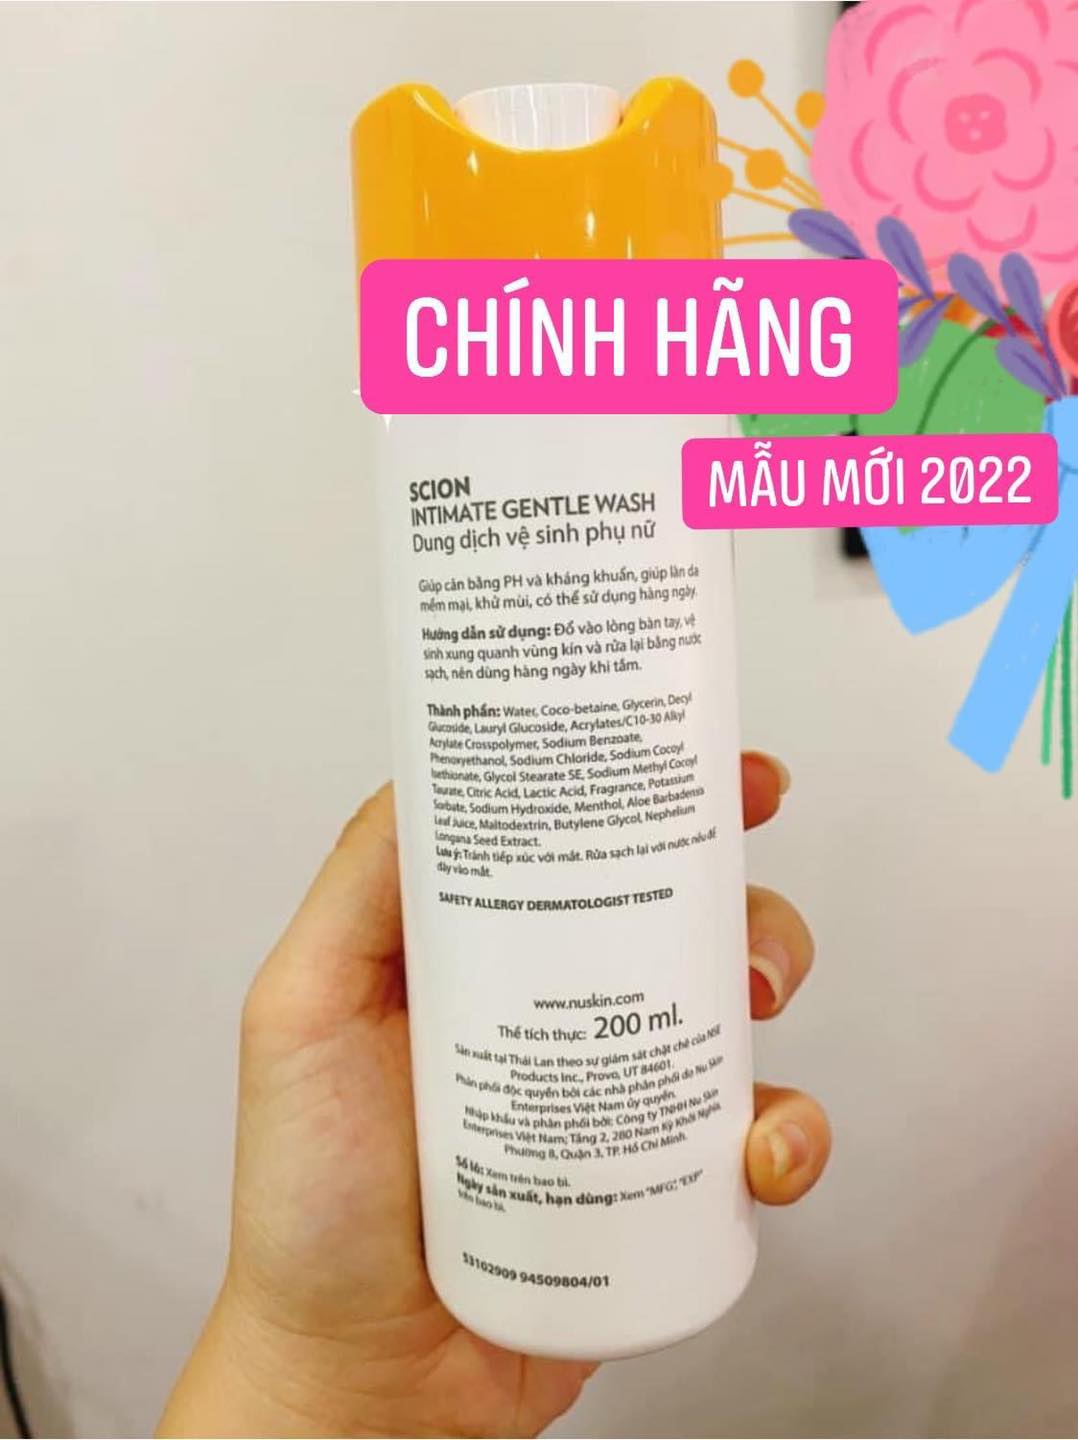 CHÍNH HÃNG
MẪU MỚI 2022
SCION
INTIMATE GENTLE WASH
Dung dịch vệ sinh phụ nữ
Giúp cân bằng PH và kháng khuẩn, giúp làn da
mềm mại, khử mùi, có thể sử dụng hàng ngày.
Hướng dẫn sử dụng: Đổ vào lòng bàn tay, vệ
sinh xung quanh vùng kín và rửa lại bằng nước
sạch, nên dùng hàng ngày khi tắm.
Thành phần: Water, Coco-betaine, Glycerin, Decyl
Glucoside, Lauryl Glucoside, Acrylates/C10-30 Alkyl
Acrylate Crosspolymer, Sodium Benzoate,
Phenoxyethanol, Sodium Chloride, Sodium Cocoyl
Isethionate, Glycol Stearate SE, Sodium Methyl Cocoyl
Taurate, Citric Acid, Lactic Acid, Fragrance, Potassium
Sorbate, Sodium Hydroxide, Menthol, Aloe Barbadensis
Leaf Juice, Maltodextrin, Butylene Glycol, Nephelium
Longana Seed Extract.
Lưu ý: Tránh tiếp xúc với mắt. Rửa sạch lại với nước nếu để
dây vào mắt.
SAFETY ALLERGY DERMATOLOGIST TESTED
www.nuskin.com
Thể tích thực: 200 ml.
Sản xuất tại Thái Lan theo sự giám sát chặt chẽ của NSE
Products Inc., Provo, UT 84601.
Phân phối độc quyền bởi các nhà phân phối do Nu Skin
Enterprises Việt Nam ủy quyền.
Nhập khẩu và phân phối bởi: Công ty TNHH Nu Skin
Enterprises Việt Nam; Tầng 2, 280 Nam Kỳ Khởi Nghĩa,
Phường 8, Quận 3, TP. Hồ Chí Minh.
Số lô: Xem trên bao bì.
Ngày sản xuất, hạn dùng: Xem "MFG", "EXP"
trên bao bì.
53102909 94509804/01